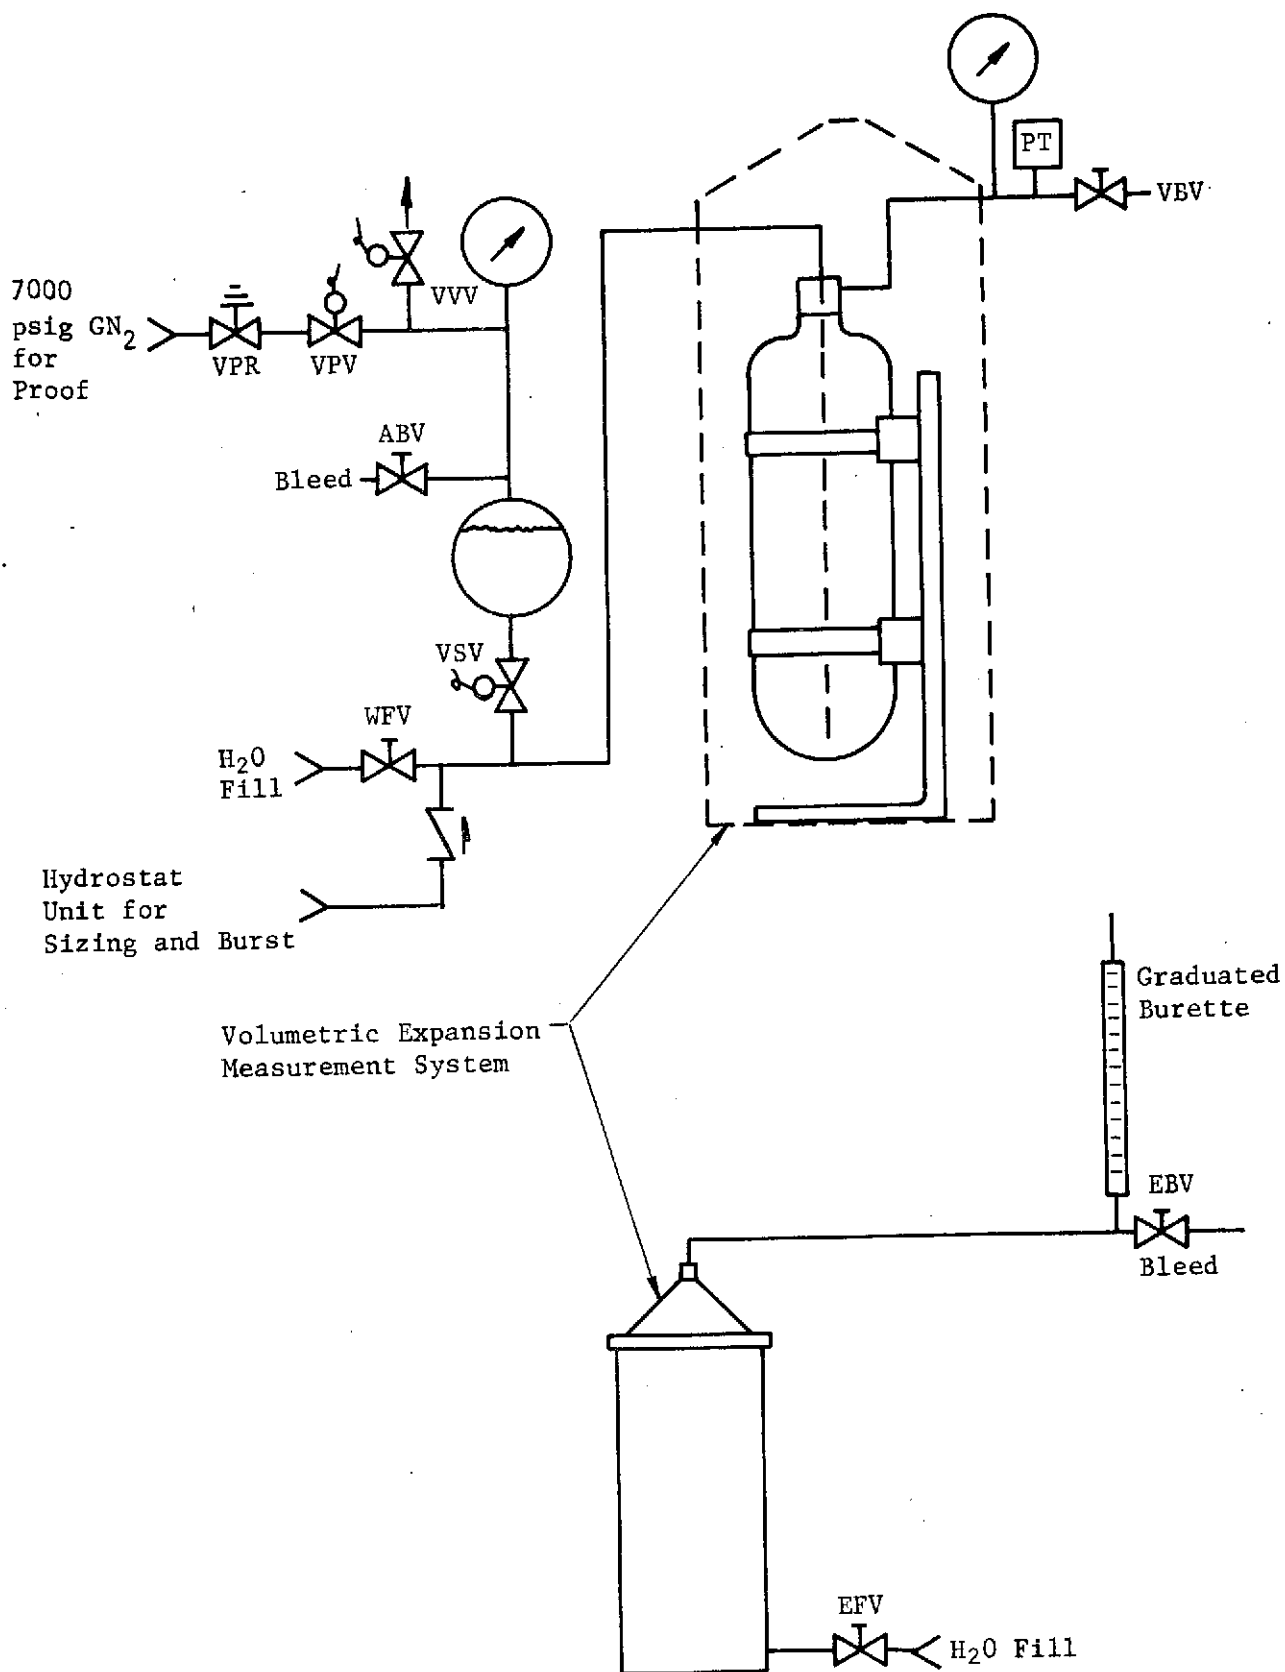 PT
VBV
7000
psig GN2
for
Proof
VVV
VPR
VPV
ABV
Bleed
VSV
WFV
H2O
Fill
Hydrostat
Unit for
Sizing and Burst
Graduated
Burette
Volumetric Expansion
Measurement System
EBV
Bleed
EFV
H2O Fill